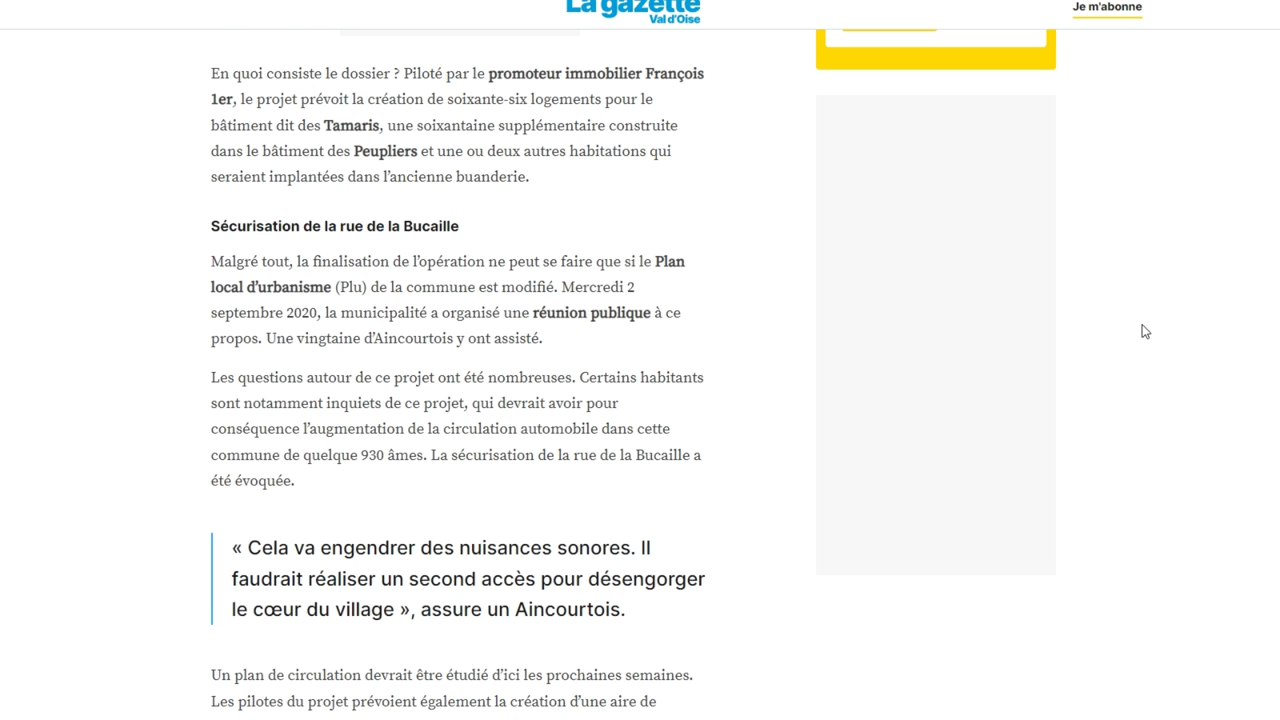 La gazette
Val d'Oise
Je m'abonne
En quoi consiste le dossier ? Piloté par le promoteur immobilier François
1er, le projet prévoit la création de soixante-six logements pour le
bâtiment dit des Tamaris, une soixantaine supplémentaire construite
dans le bâtiment des Peupliers et une ou deux autres habitations qui
seraient implantées dans l’ancienne buanderie.
Sécurisation de la rue de la Bucaille
Malgré tout, la finalisation de l’opération ne peut se faire que si le Plan
local d’urbanisme (Plu) de la commune est modifié. Mercredi 2
septembre 2020, la municipalité a organisé une réunion publique à ce
propos. Une vingtaine d’Aincourtois y ont assisté.
Les questions autour de ce projet ont été nombreuses. Certains habitants
sont notamment inquiets de ce projet, qui devrait avoir pour
conséquence l’augmentation de la circulation automobile dans cette
commune de quelque 930 âmes. La sécurisation de la rue de la Bucaille a
été évoquée.
« Cela va engendrer des nuisances sonores. Il
faudrait réaliser un second accès pour désengorger
le cœur du village », assure un Aincourtois.
Un plan de circulation devrait être étudié d’ici les prochaines semaines.
Les pilotes du projet prévoient également la création d’une aire de